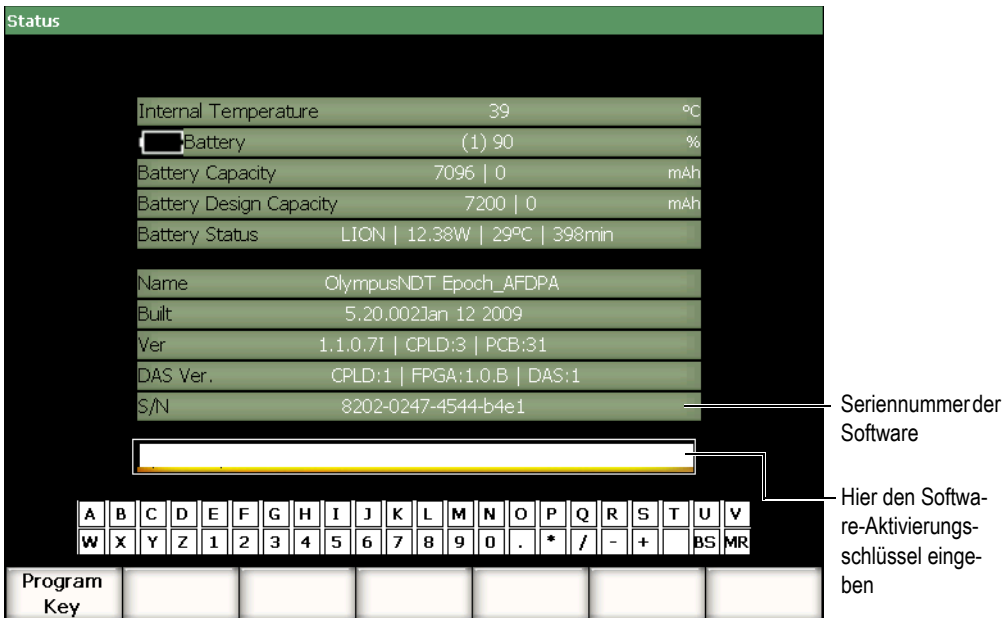 Status
Internal Temperature 39 ºC
Battery (1) 90 %
Battery Capacity 7096 | 0 mAh
Battery Design Capacity 7200 | 0 mAh
Battery Status LION | 12.38W | 29ºC | 398min
Name OlympusNDT Epoch_AFDPA
Built 5.20.002Jan 12 2009
Ver 1.1.0.7I | CPLD:3 | PCB:31
DAS Ver. CPLD:1 | FPGA:1.0.B | DAS:1
S/N 8202-0247-4544-b4e1
Seriennummer der
Software
Hier den Softwa-
re-Aktivierungs-
schlüssel einge-
ben
A B C D E F G H I J K L M N O P Q R S T U V
W X Y Z 1 2 3 4 5 6 7 8 9 0 . * / - + BS MR
Program
Key